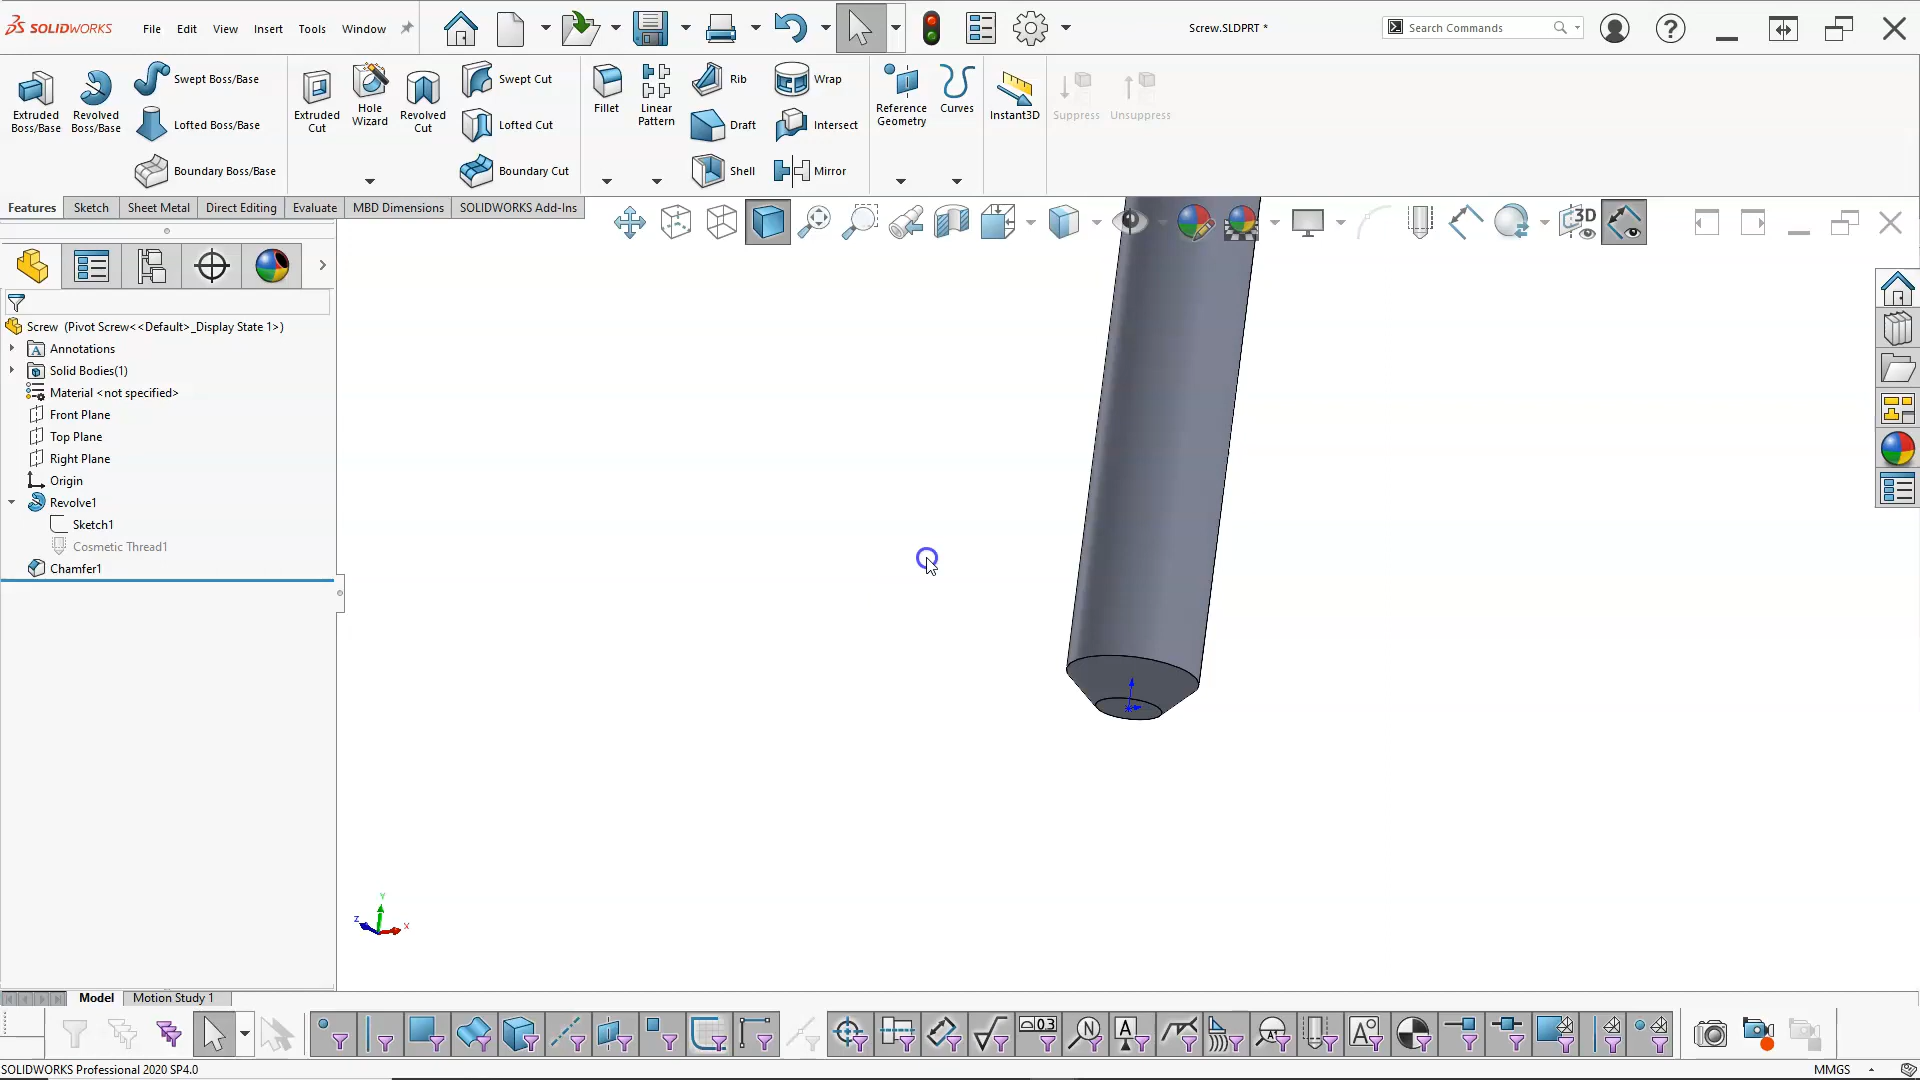 SOLIDWORKS
File Edit View Insert Tools Window
Screw.SLDPRT *
Search Commands
Extruded Boss/Base
Revolved Boss/Base
Swept Boss/Base
Lofted Boss/Base
Boundary Boss/Base
Extruded Cut
Hole Wizard
Revolved Cut
Swept Cut
Lofted Cut
Boundary Cut
Fillet
Linear Pattern
Rib
Draft
Shell
Wrap
Intersect
Mirror
Reference Geometry
Curves
Instant3D
Suppress
Unsuppress
Features Sketch Sheet Metal Direct Editing Evaluate MBD Dimensions SOLIDWORKS Add-Ins
3D
Screw (Pivot Screw<<Default>_Display State 1>)
Annotations
Solid Bodies(1)
Material <not specified>
Front Plane
Top Plane
Right Plane
Origin
Revolve1
Sketch1
Cosmetic Thread1
Chamfer1
Y
Z
X
Model Motion Study 1
0.3
N
A
A
A
SOLIDWORKS Professional 2020 SP4.0
MMGS